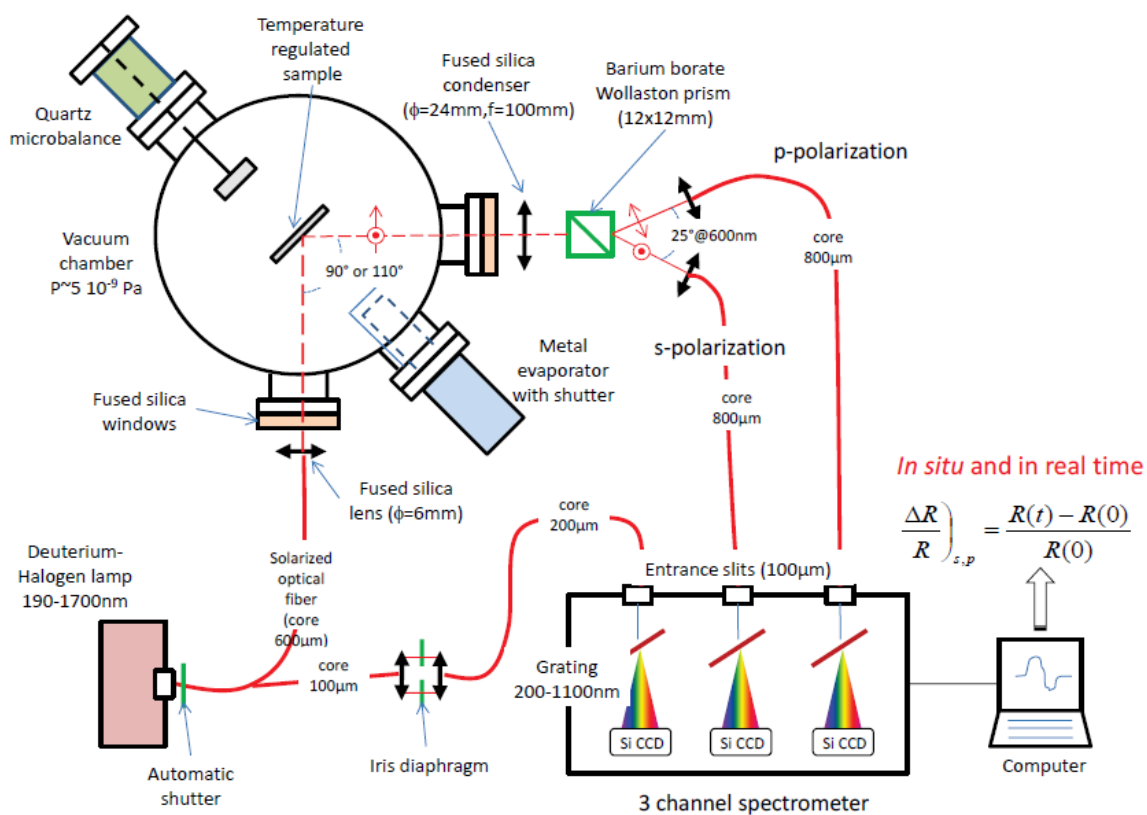 Temperature
regulated
sample
Fused silica
condenser
(ϕ=24mm,f=100mm)
Barium borate
Wollaston prism
(12x12mm)
Quartz
microbalance
p-polarization
Vacuum
chamber
P~5 10⁻⁹ Pa
90° or 110°
25°@600nm
core
800µm
s-polarization
Metal
evaporator
with shutter
Fused silica
windows
core
800µm
Fused silica
lens (ϕ=6mm)
In situ and in real time
ΔR/R)s,p = R(t) − R(0)/R(0)
core
200µm
Deuterium-
Halogen lamp
190-1700nm
Solarized
optical
fiber
(core
600µm)
Entrance slits (100µm)
core
100µm
Grating
200-1100nm
Si CCD
Si CCD
Si CCD
Automatic
shutter
Iris diaphragm
Computer
3 channel spectrometer